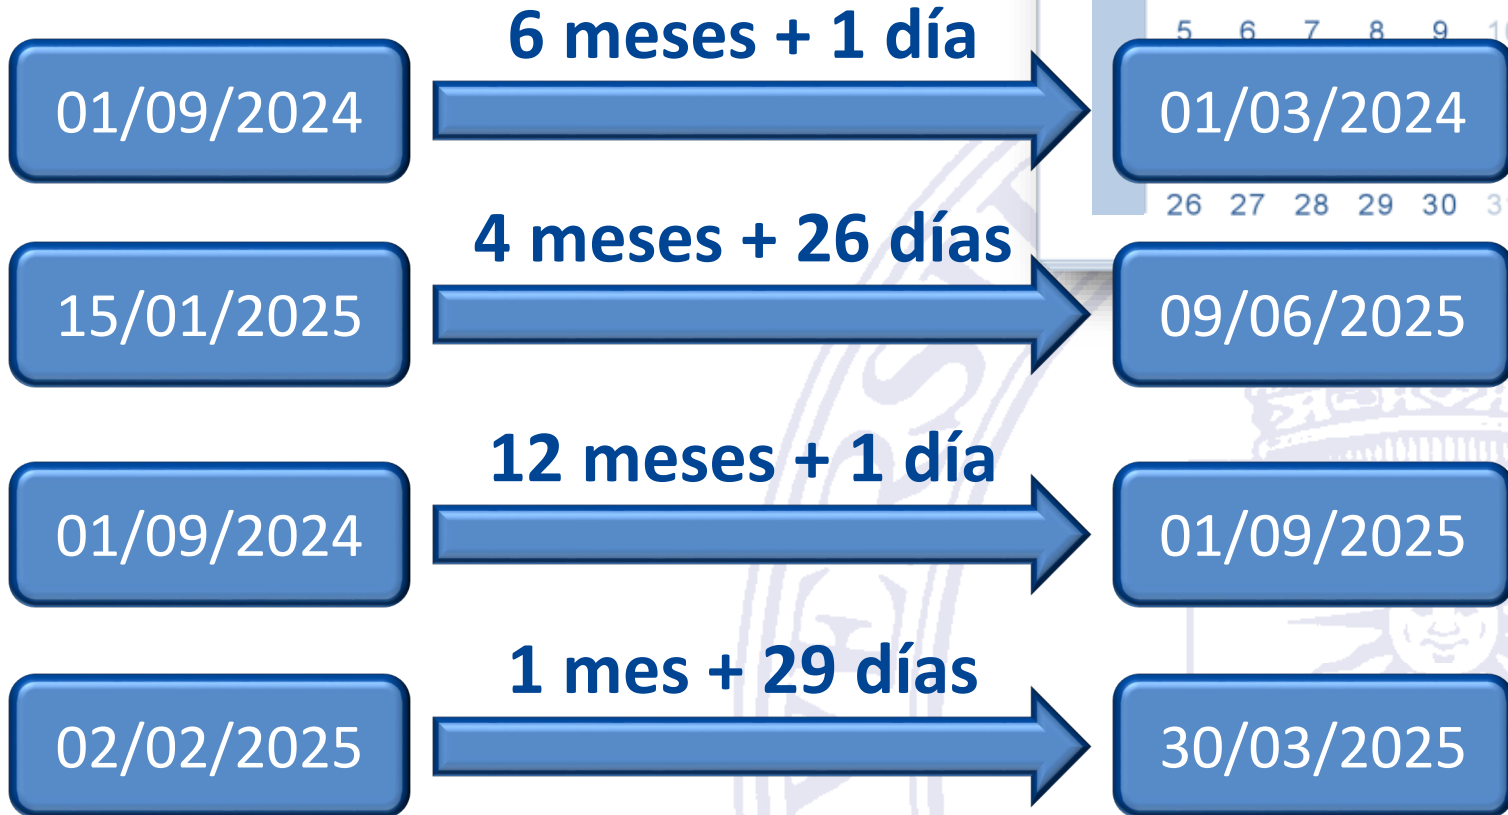 6 meses + 1 día
5 6 7 8 9
01/09/2024
01/03/2024
26 27 28 29 30
4 meses + 26 días
15/01/2025
09/06/2025
12 meses + 1 día
01/09/2024
01/09/2025
1 mes + 29 días
02/02/2025
30/03/2025